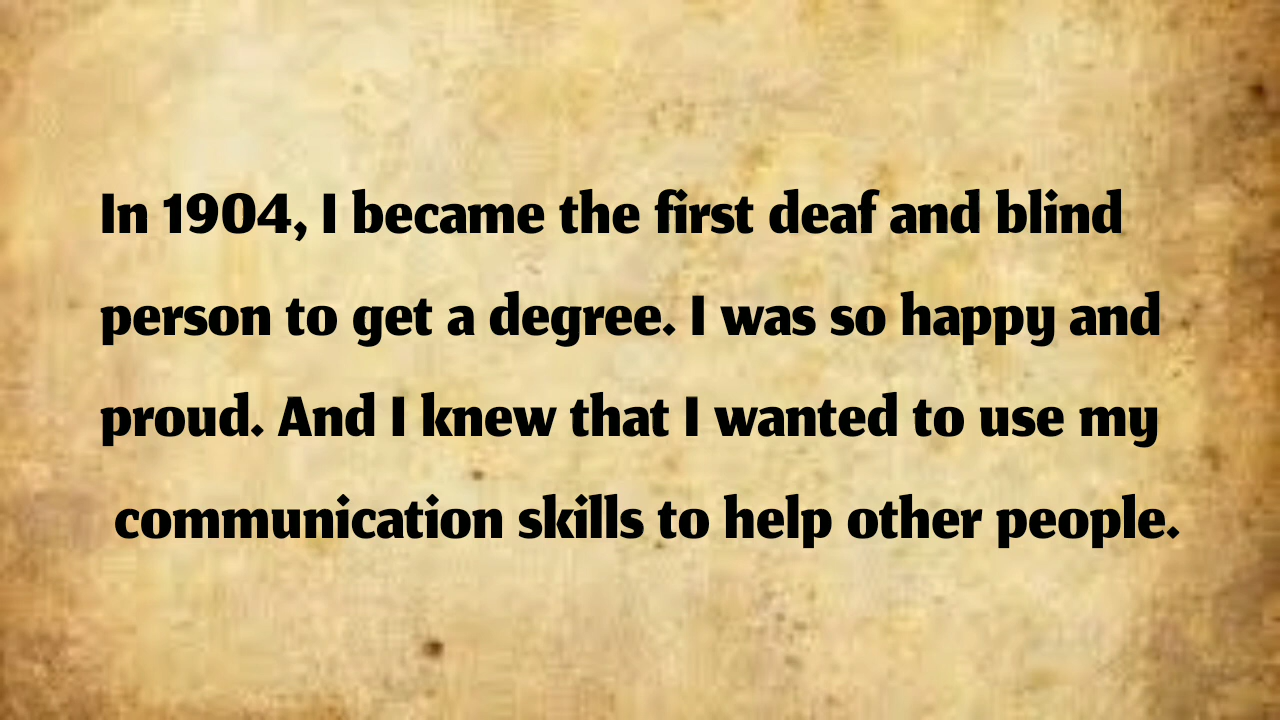 In 1904, I became the first deaf and blind
person to get a degree. I was so happy and
proud. And I knew that I wanted to use my
communication skills to help other people.